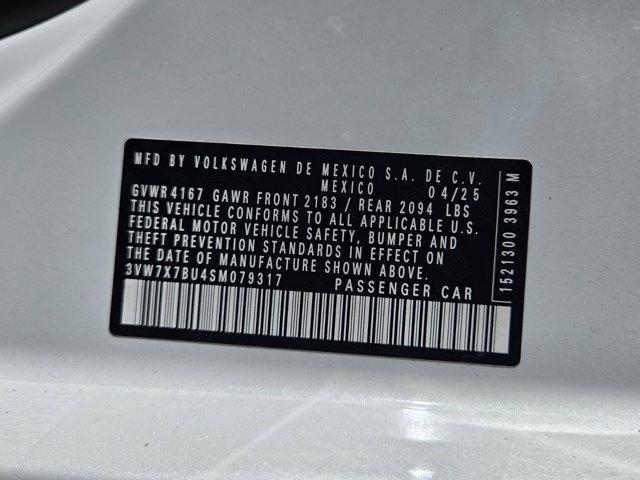 MFD BY VOLKSWAGEN DE MEXICO S.A. DE C.V.
MEXICO 04/25
GVWR 4167 GAWR FRONT 2183 / REAR 2094 LBS
THIS VEHICLE CONFORMS TO ALL APPLICABLE U.S.
FEDERAL MOTOR VEHICLE SAFETY, BUMPER AND
THEFT PREVENTION STANDARDS IN EFFECT ON
THE DATE OF MANUFACTURE SHOWN ABOVE.
3VW7X7BU4SM079317 PASSENGER CAR
1521300 3963 M